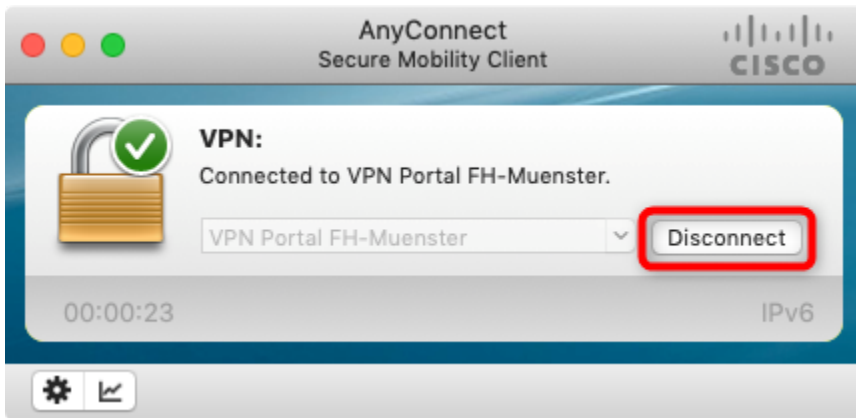 AnyConnect
Secure Mobility Client
CISCO
VPN:
Connected to VPN Portal FH-Muenster.
VPN Portal FH-Muenster
Disconnect
00:00:23
IPv6